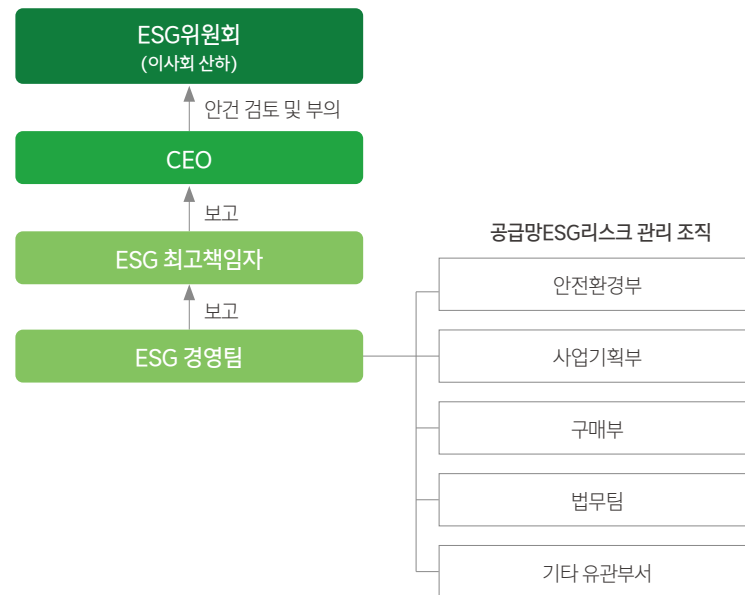 ESG위원회
(이사회 산하)
안건 검토 및 부의
CEO
보고
ESG 최고책임자
보고
ESG 경영팀
공급망ESG리스크 관리 조직
안전환경부
사업기획부
구매부
법무팀
기타 유관부서